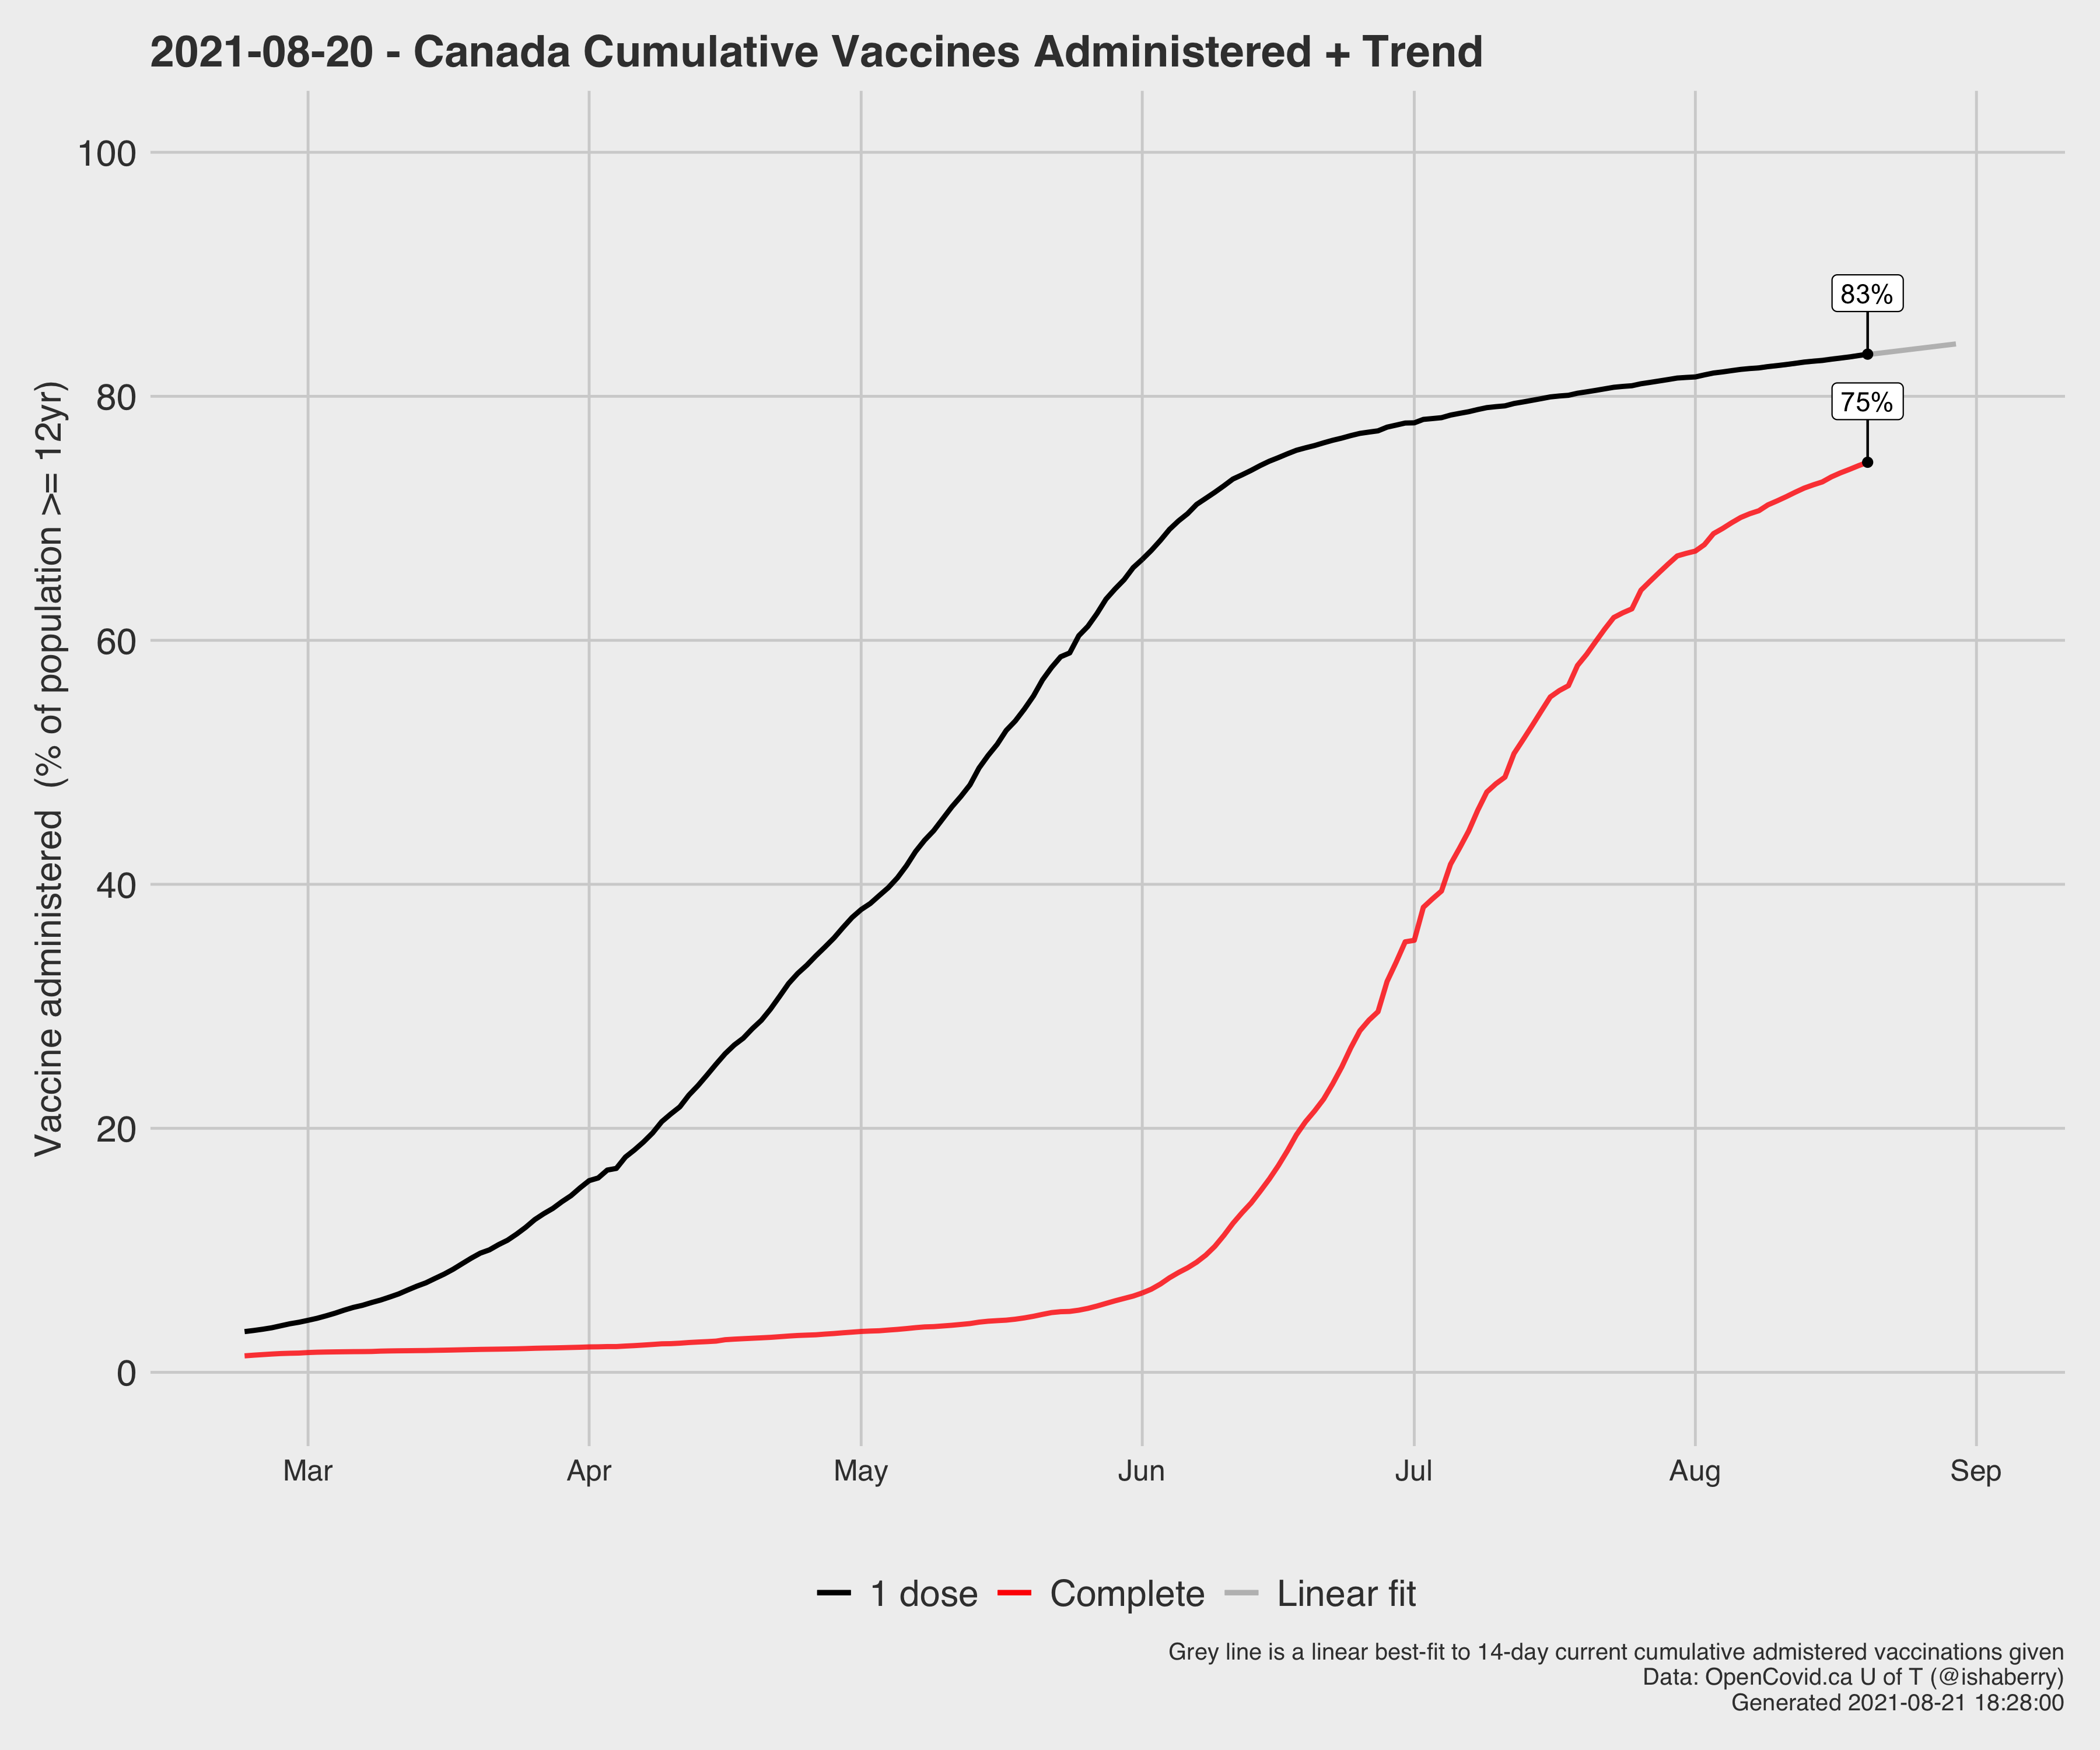 2021-08-20 - Canada Cumulative Vaccines Administered + Trend
Vaccine administered  (% of population >= 12yr)
100
80
60
40
20
0
83%
75%
Mar
Apr
May
Jun
Jul
Aug
Sep
1 dose
Complete
Linear fit
Grey line is a linear best-fit to 14-day current cumulative admistered vaccinations given
Data: OpenCovid.ca U of T (@ishaberry)
Generated 2021-08-21 18:28:00